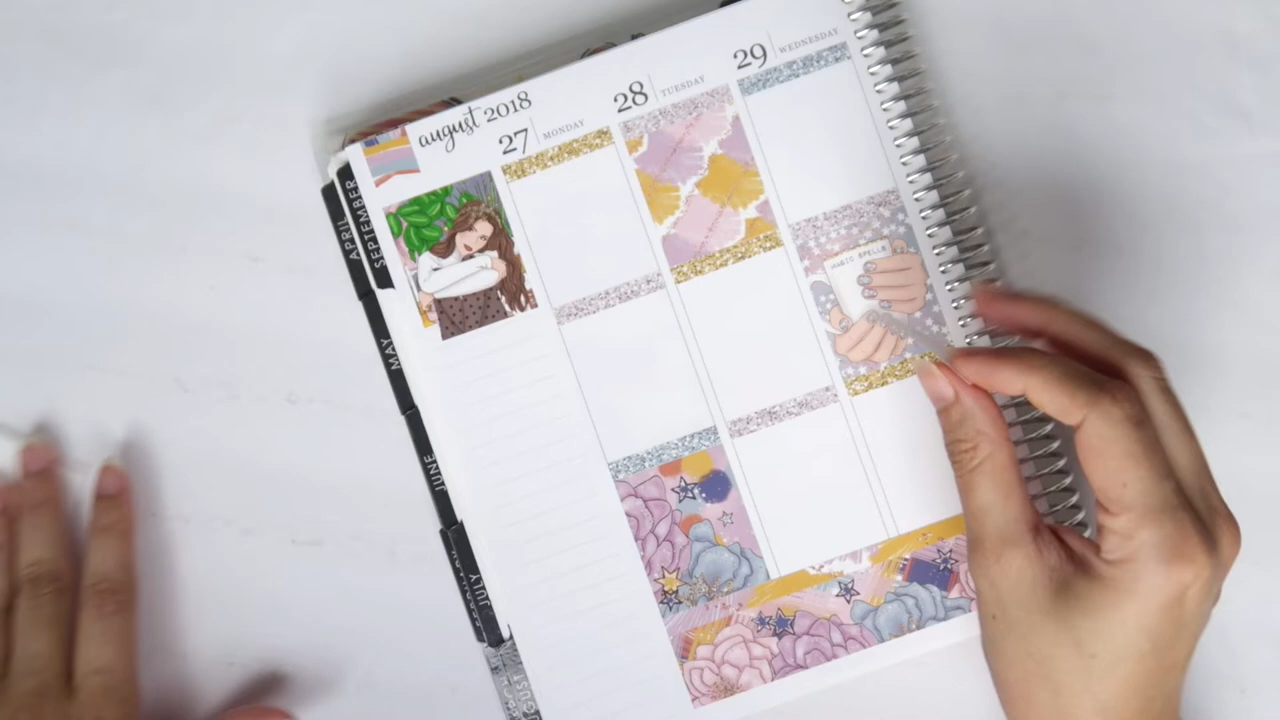 august 2018
27 MONDAY
28 TUESDAY
29 WEDNESDAY
MAGIC SPELLS
APRIL
SEPTEMBER
MAY
JUNE
JULY